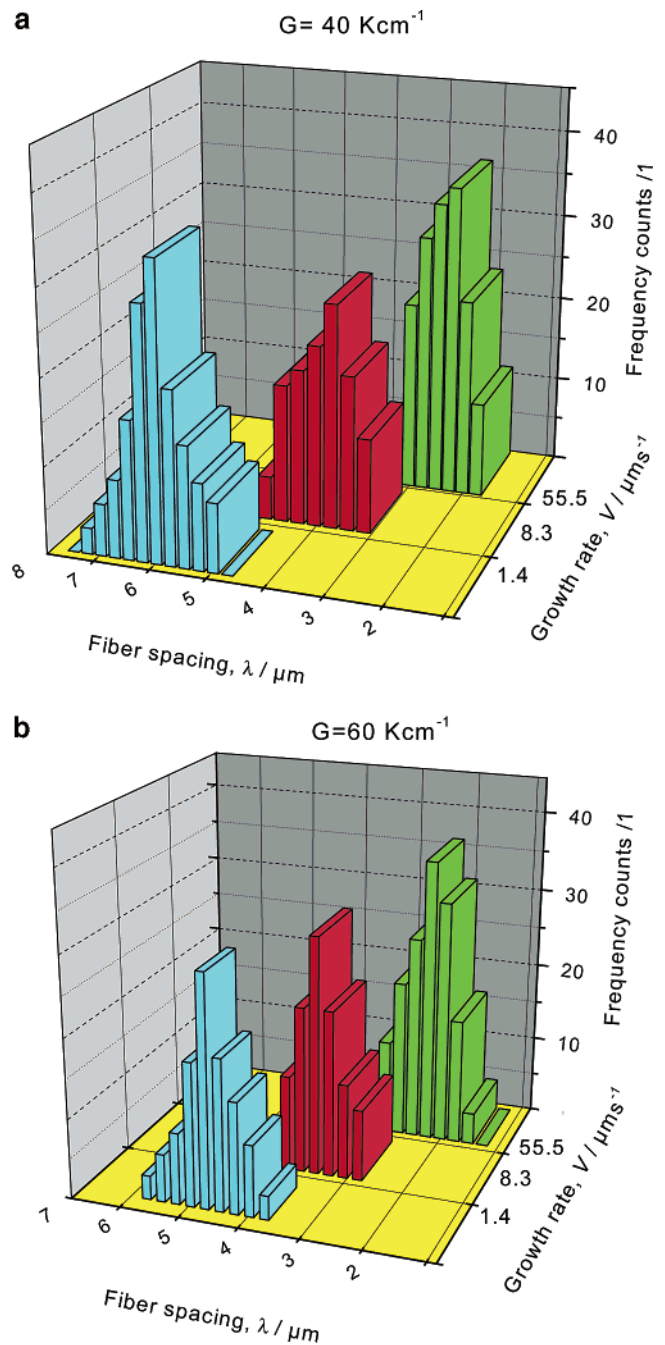 a
G= 40 Kcm⁻¹
40
30
20
10
Frequency counts /1
55.5
8.3
1.4
Growth rate, V / μms⁻¹
8
7
6
5
4
3
2
Fiber spacing, λ / μm
b
G=60 Kcm⁻¹
40
30
20
10
Frequency counts /1
55.5
8.3
1.4
Growth rate, V / μms⁻¹
7
6
5
4
3
2
Fiber spacing, λ / μm